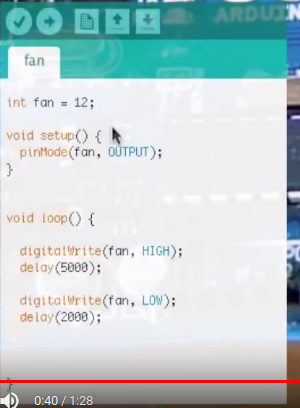 ARDUIN
fan
int fan = 12;
void setup() {
pinMode(fan, OUTPUT);
}
void loop() {
digitalWrite(fan, HIGH);
delay(5000);
digitalWrite(fan, LOW);
delay(2000);
}
0:40 / 1:28